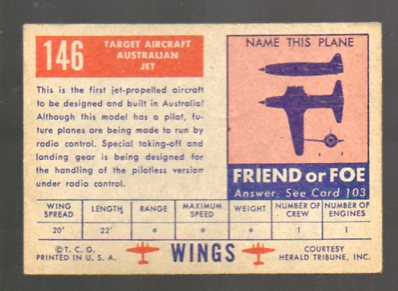 146
TARGET AIRCRAFT
AUSTRALIAN
JET
This is the first jet-propelled aircraft
to be designed and built in Australia!
Although this model has a pilot, fu-
ture planes are being made to run by
radio control. Special taking-off and
landing gear is being designed for
the handling of the pilotless version
under radio control.
NAME THIS PLANE
FRIEND or FOE
Answer: See Card 103
WING SPREAD LENGTH RANGE MAXIMUM SPEED WEIGHT NUMBER OF CREW NUMBER OF ENGINES
20' 22' * * * 1 1
©T. C. G.
PRINTED IN U. S. A.
WINGS
COURTESY
HERALD TRIBUNE, INC.